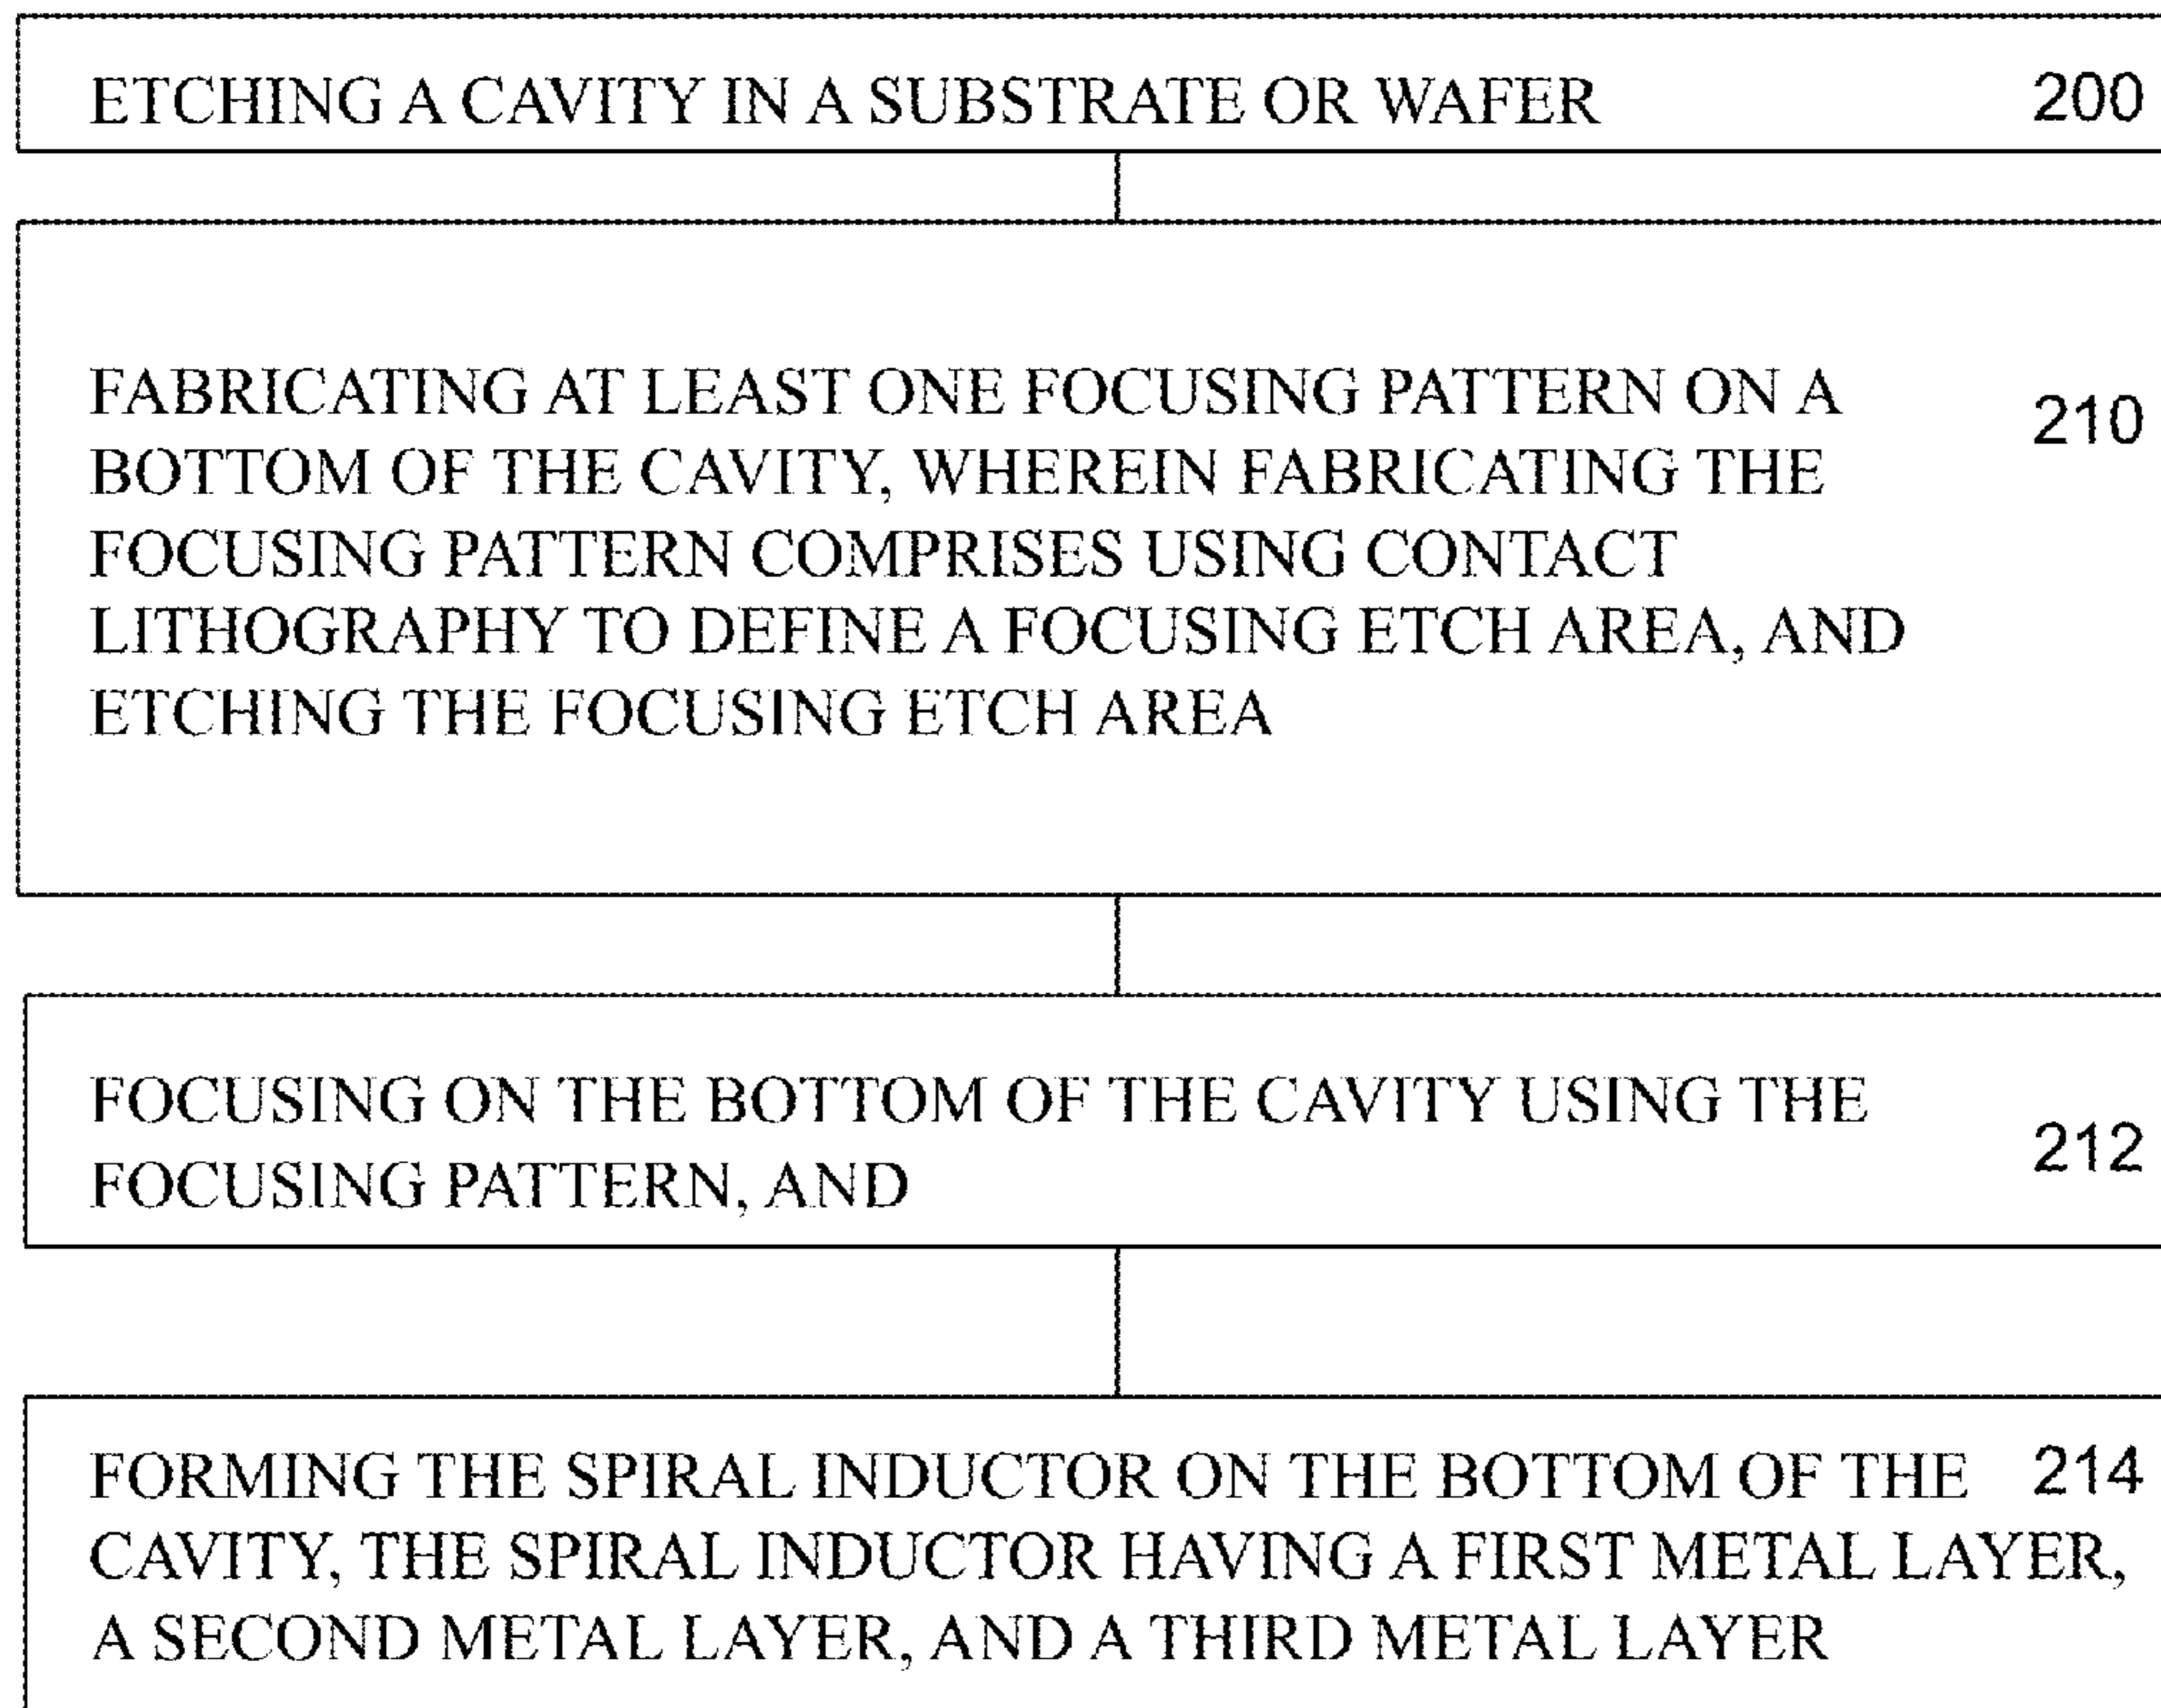 ETCHING A CAVITY IN A SUBSTRATE OR WAFER 200
FABRICATING AT LEAST ONE FOCUSING PATTERN ON A 210
BOTTOM OF THE CAVITY, WHEREIN FABRICATING THE
FOCUSING PATTERN COMPRISES USING CONTACT
LITHOGRAPHY TO DEFINE A FOCUSING ETCH AREA, AND
ETCHING THE FOCUSING ETCH AREA
FOCUSING ON THE BOTTOM OF THE CAVITY USING THE 212
FOCUSING PATTERN, AND
FORMING THE SPIRAL INDUCTOR ON THE BOTTOM OF THE 214
CAVITY, THE SPIRAL INDUCTOR HAVING A FIRST METAL LAYER,
A SECOND METAL LAYER, AND A THIRD METAL LAYER